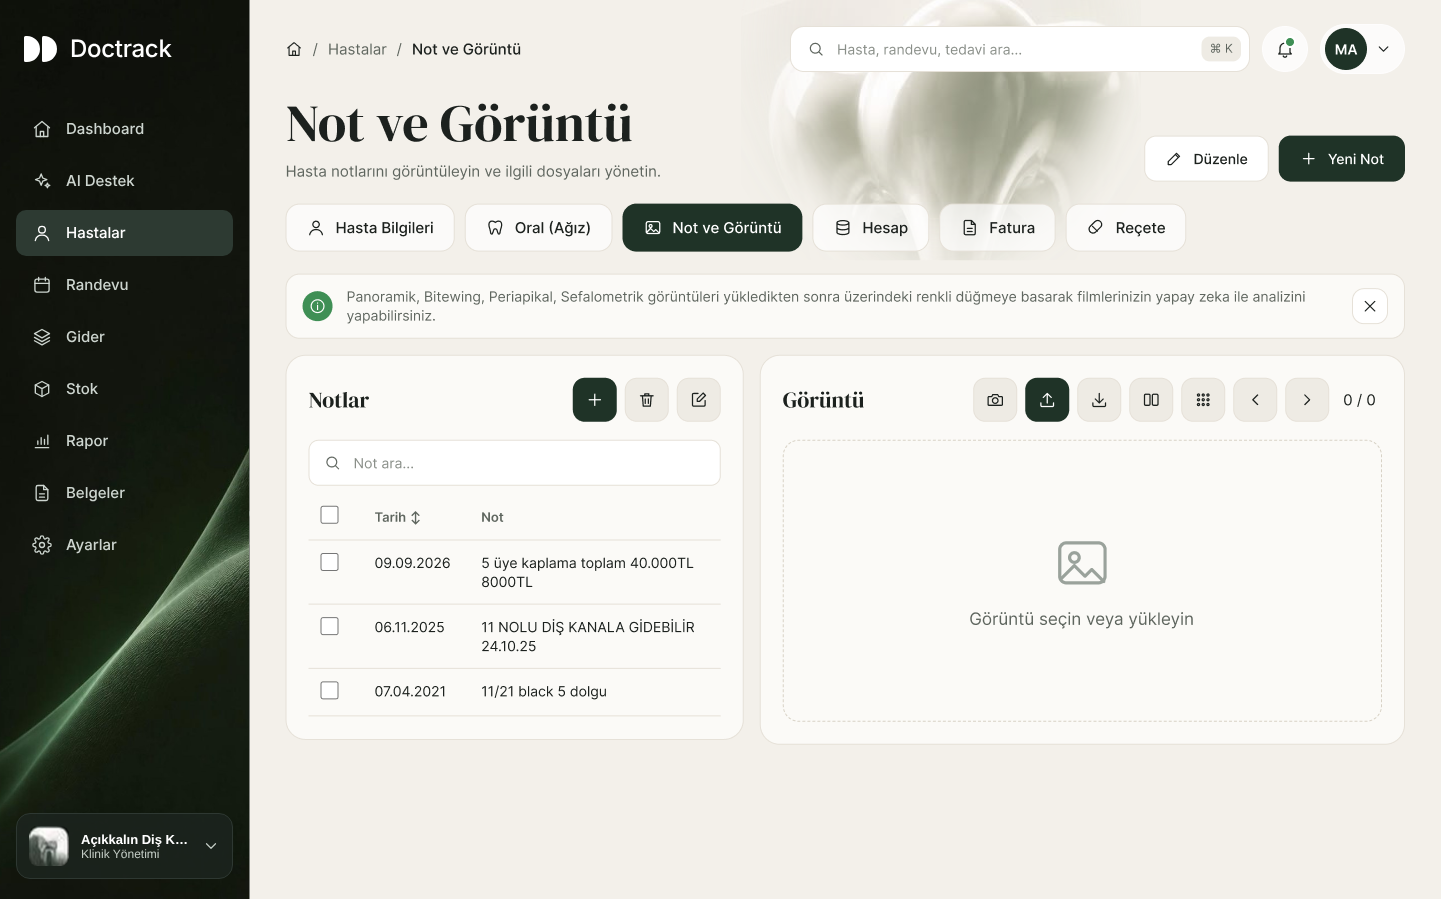 Doctrack
/ Hastalar / Not ve Görüntü
Hasta, randevu, tedavi ara...
⌘ K
MA
Dashboard
AI Destek
Hastalar
Randevu
Gider
Stok
Rapor
Belgeler
Ayarlar
Açıkkalın Diş K...
Klinik Yönetimi
Not ve Görüntü
Hasta notlarını görüntüleyin ve ilgili dosyaları yönetin.
Düzenle
Yeni Not
Hasta Bilgileri
Oral (Ağız)
Not ve Görüntü
Hesap
Fatura
Reçete
Panoramik, Bitewing, Periapikal, Sefalometrik görüntüleri yükledikten sonra üzerindeki renkli düğmeye basarak filmlerinizin yapay zeka ile analizini
yapabilirsiniz.
Notlar
Not ara...
Tarih Not
09.09.2026 5 üye kaplama toplam 40.000TL
8000TL
06.11.2025 11 NOLU DİŞ KANALA GİDEBİLİR
24.10.25
07.04.2021 11/21 black 5 dolgu
Görüntü
0 / 0
Görüntü seçin veya yükleyin